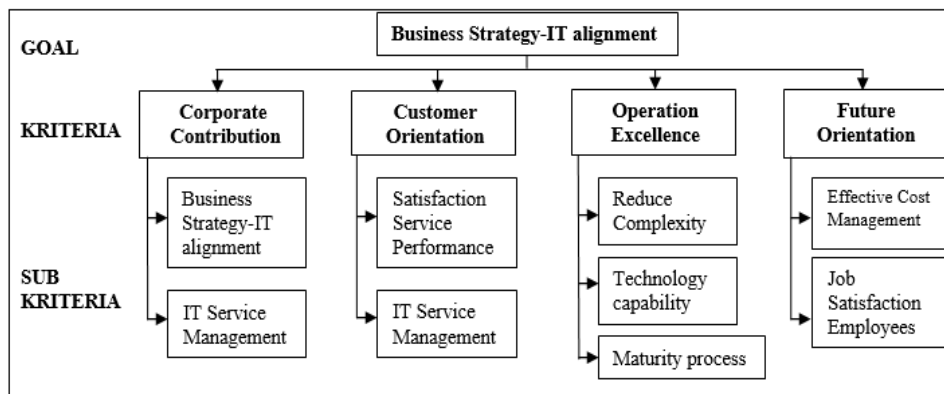 Business Strategy-IT alignment
GOAL
KRITERIA
Corporate
Contribution
Customer
Orientation
Operation
Excellence
Future
Orientation
SUB
KRITERIA
Business
Strategy-IT
alignment
IT Service
Management
Satisfaction
Service
Performance
IT Service
Management
Reduce
Complexity
Technology
capability
Maturity process
Effective Cost
Management
Job
Satisfaction
Employees